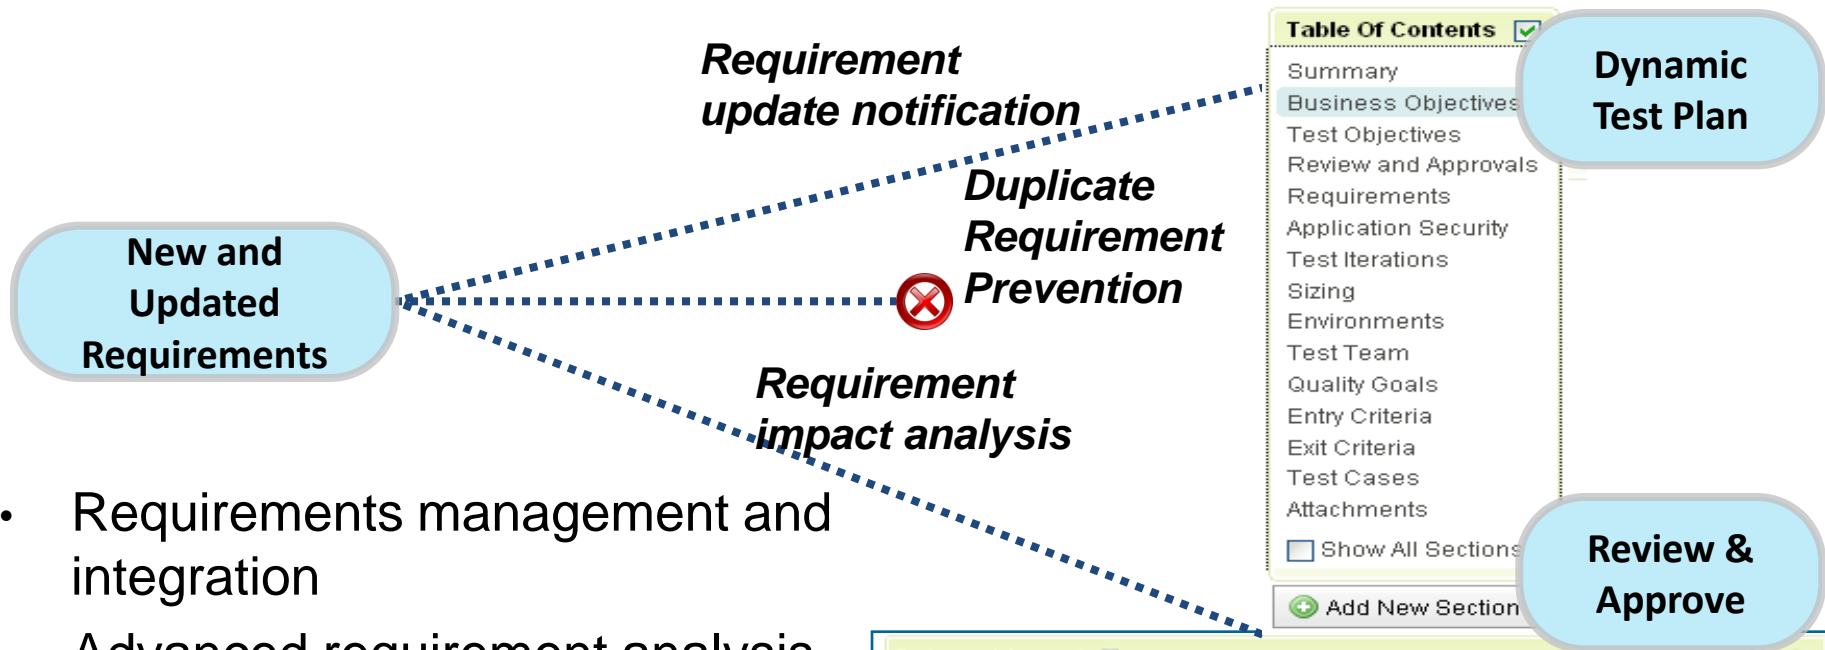 Requirement
update notification
Duplicate
Requirement
Prevention
New and
Updated
Requirements
Requirement
impact analysis
• Requirements management and
integration
Advanced requirement analysis
Table Of Contents
Summary
Business Objectives
Test Objectives
Review and Approvals
Requirements
Application Security
Test Iterations
Sizing
Environments
Test Team
Quality Goals
Entry Criteria
Exit Criteria
Test Cases
Attachments
Show All Sections
Add New Section
Dynamic
Test Plan
Review &
Approve